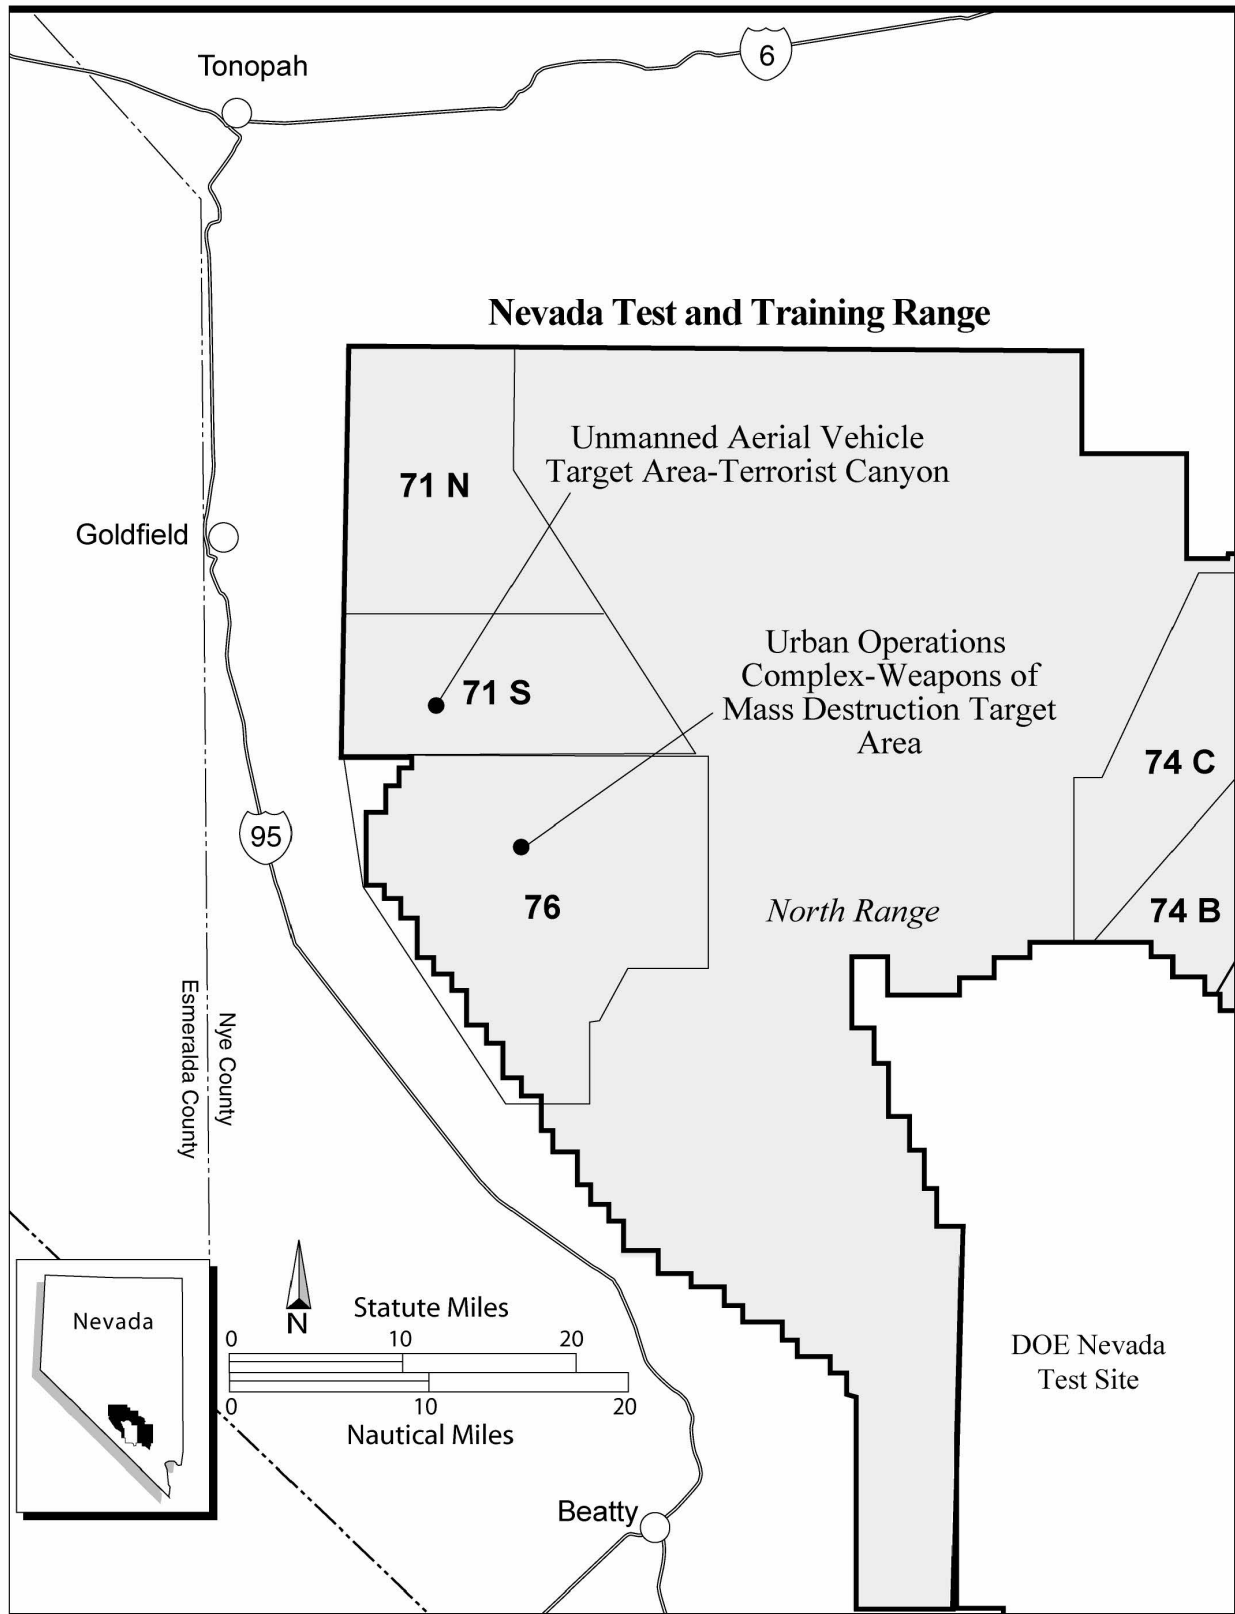 Tonopah
6
Nevada Test and Training Range
Unmanned Aerial Vehicle
Target Area-Terrorist Canyon
71 N
Goldfield
Urban Operations
Complex-Weapons of
Mass Destruction Target
Area
71 S
74 C
95
76
North Range
74 B
Nye County
Esmeralda County
N
Nevada
Statute Miles
0 10 20
0 10 20
Nautical Miles
DOE Nevada
Test Site
Beatty